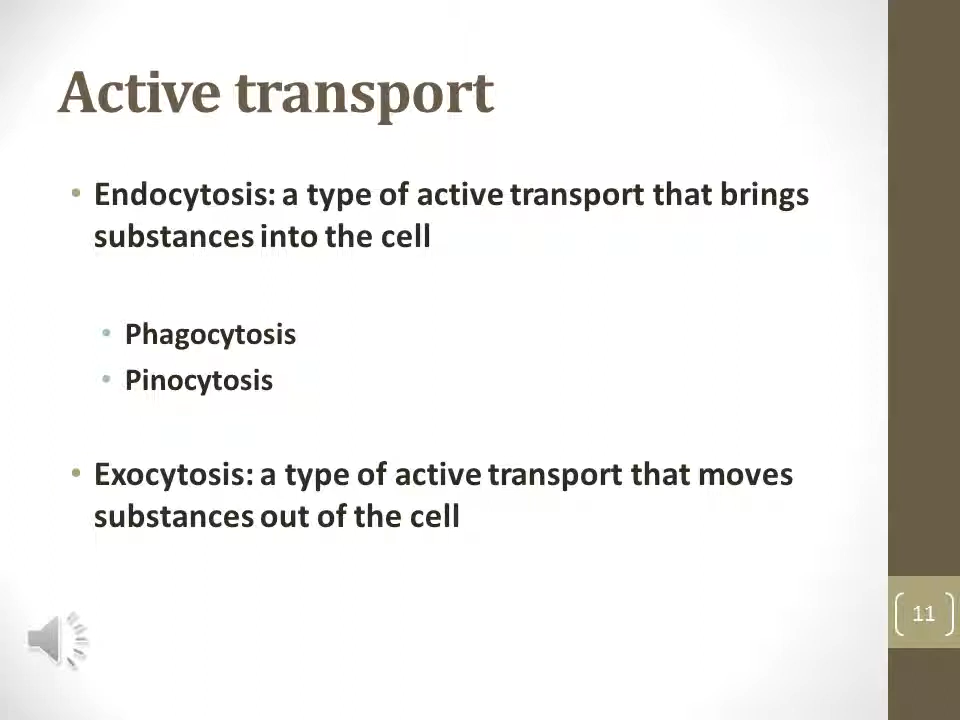 Active transport
• Endocytosis: a type of active transport that brings
substances into the cell
• Phagocytosis
• Pinocytosis
• Exocytosis: a type of active transport that moves
substances out of the cell
11